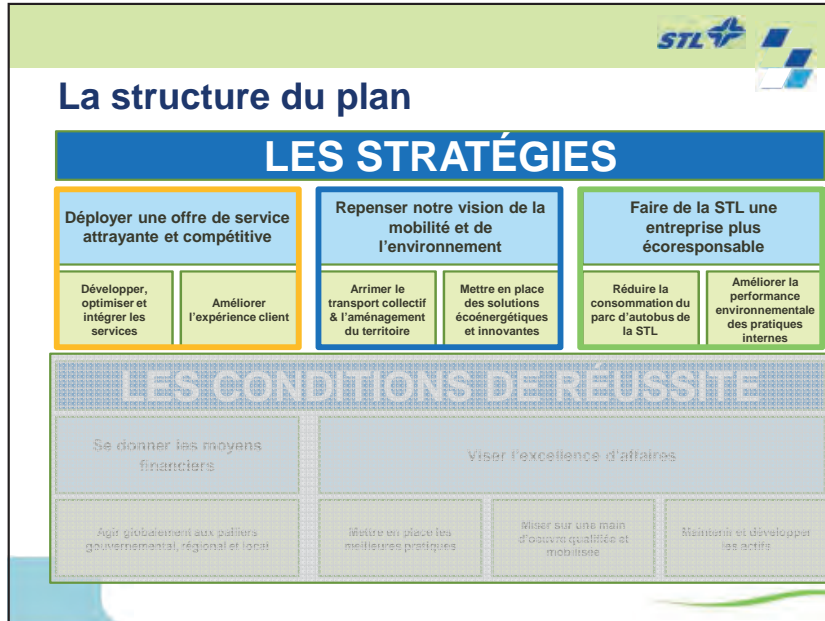 STL
La structure du plan
LES STRATÉGIES
Déployer une offre de service
attrayante et compétitive
Développer,
optimiser et
intégrer les
services
Améliorer
l'expérience client
Repenser notre vision de la
mobilité et de
l'environnement
Arrimer le
transport collectif
& l'aménagement
du territoire
Mettre en place
des solutions
écoénergétiques
et innovantes
Faire de la STL une
entreprise plus
écoresponsable
Réduire la
consommation du
parc d'autobus de
la STL
Améliorer la
performance
environnementale
des pratiques
internes
LES CONDITIONS DE RÉUSSITE
Se donner les moyens
financiers
Agir globalement aux paliers
gouvernemental, régional et local
Viser l'excellence d'affaires
Mettre en place les
meilleures pratiques
Miser sur une main
d'oeuvre qualifiée et
mobilisée
Maintenir et développer
les actifs